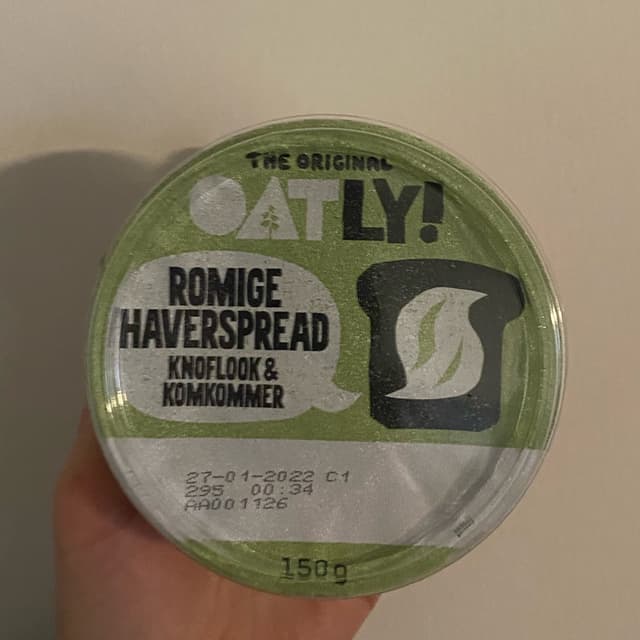 THE ORIGINAL
OATLY!
ROMIGE
HAVERSPREAD
KNOFLOOK &
KOMKOMMER
27-01-2022 C1
295 00:34
AA001126
150g